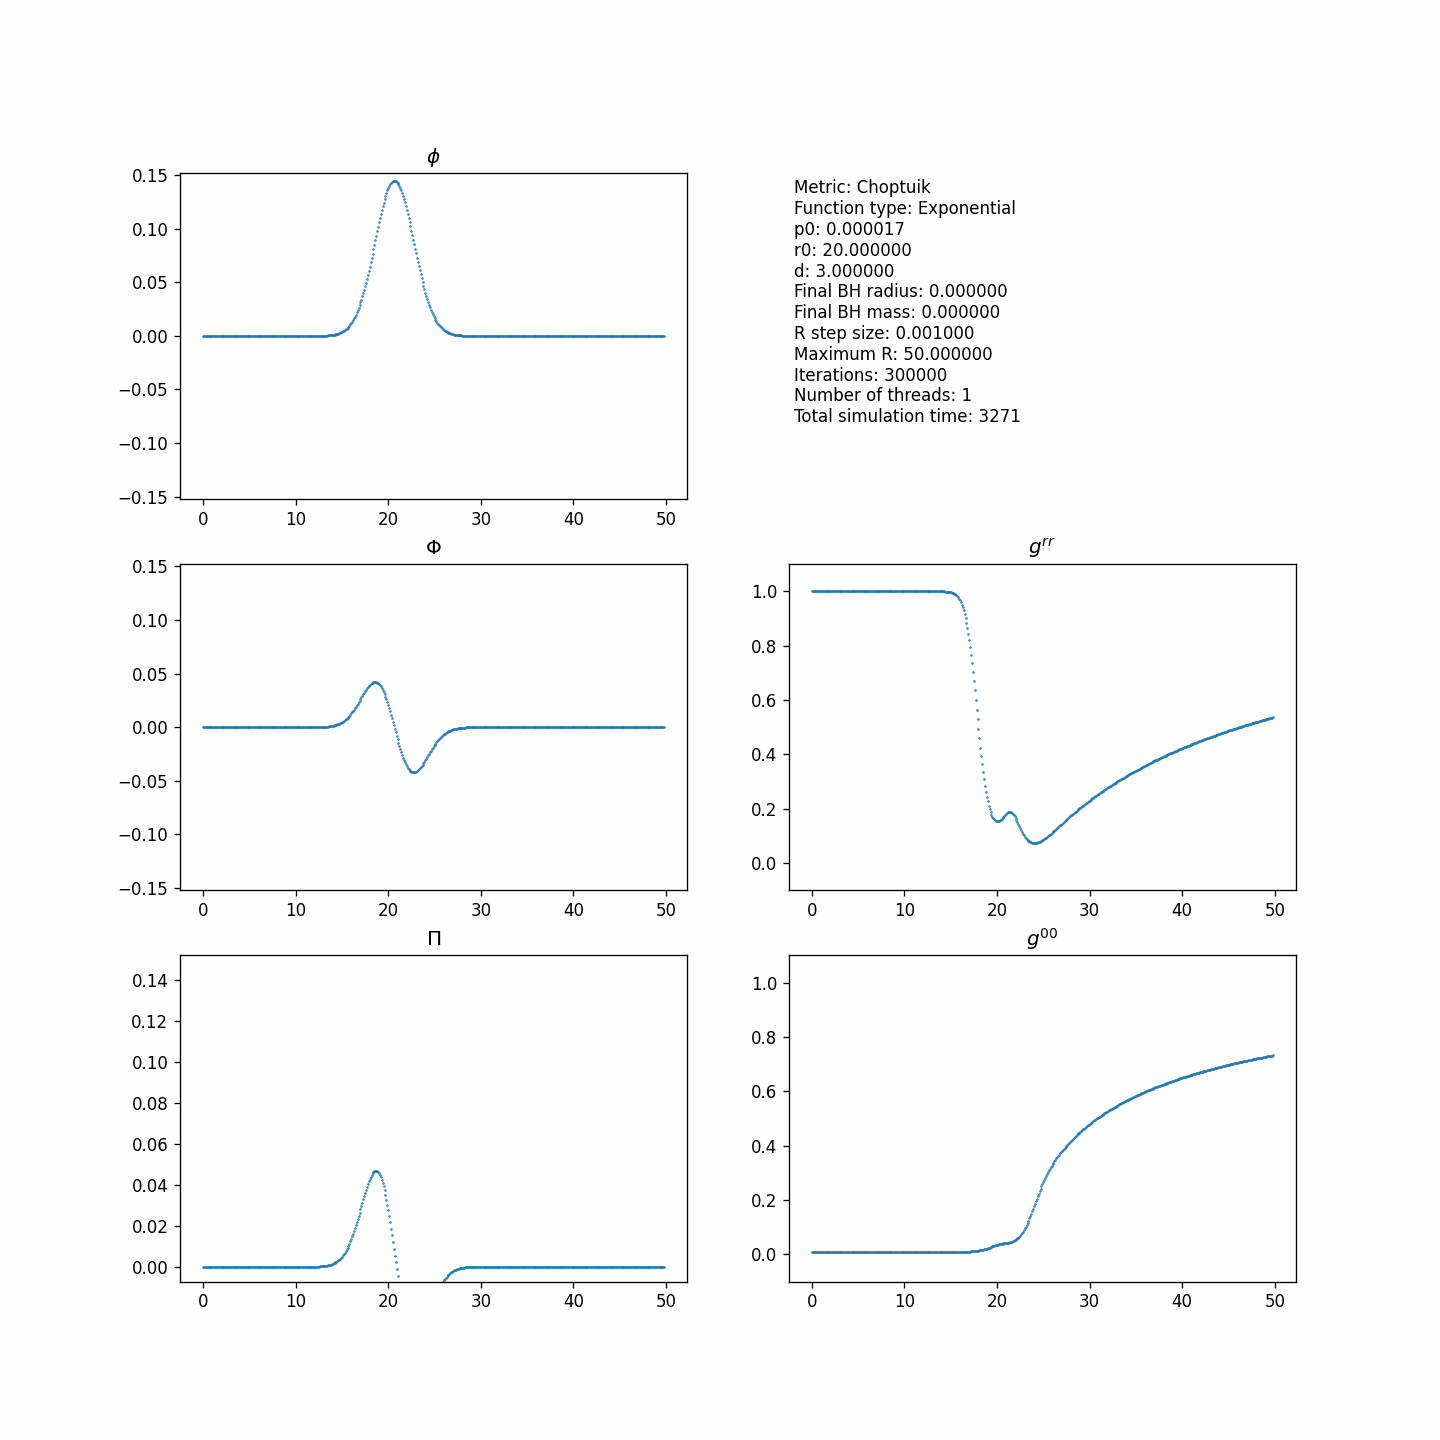 ϕ
0.15
0.10
0.05
0.00
−0.05
−0.10
−0.15
0 10 20 30 40 50
Metric: Choptuik
Function type: Exponential
p0: 0.000017
r0: 20.000000
d: 3.000000
Final BH radius: 0.000000
Final BH mass: 0.000000
R step size: 0.001000
Maximum R: 50.000000
Iterations: 300000
Number of threads: 1
Total simulation time: 3271
Φ
0.15
0.10
0.05
0.00
−0.05
−0.10
−0.15
0 10 20 30 40 50
g^{rr}
1.0
0.8
0.6
0.4
0.2
0.0
0 10 20 30 40 50
Π
0.14
0.12
0.10
0.08
0.06
0.04
0.02
0.00
0 10 20 30 40 50
g^{00}
1.0
0.8
0.6
0.4
0.2
0.0
0 10 20 30 40 50